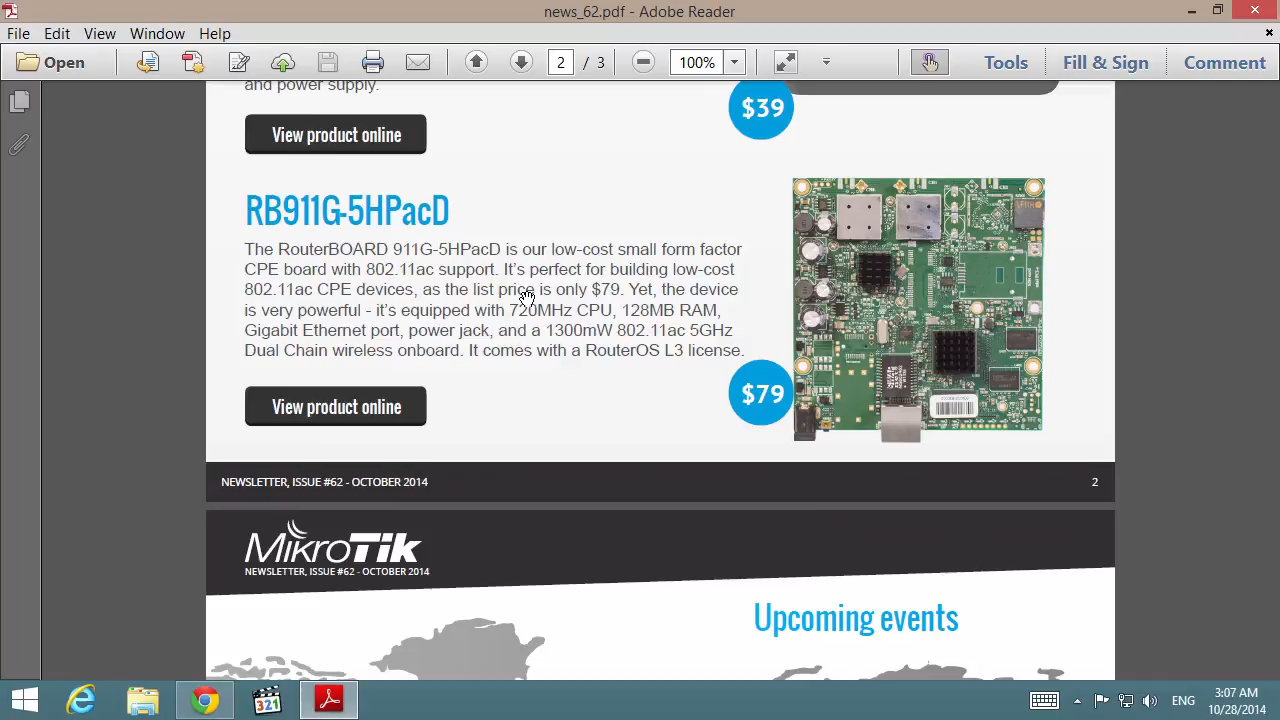 news_62.pdf - Adobe Reader
File Edit View Window Help
Open 2 / 3 100% Tools Fill & Sign Comment
and power supply.
$39
View product online
RB911G-5HPacD
The RouterBOARD 911G-5HPacD is our low-cost small form factor
CPE board with 802.11ac support. It's perfect for building low-cost
802.11ac CPE devices, as the list price is only $79. Yet, the device
is very powerful - it's equipped with 720MHz CPU, 128MB RAM,
Gigabit Ethernet port, power jack, and a 1300mW 802.11ac 5GHz
Dual Chain wireless onboard. It comes with a RouterOS L3 license.
$79
View product online
NEWSLETTER, ISSUE #62 - OCTOBER 2014 2
MikroTik
NEWSLETTER, ISSUE #62 - OCTOBER 2014
Upcoming events
321
ENG
3:07 AM
10/28/2014